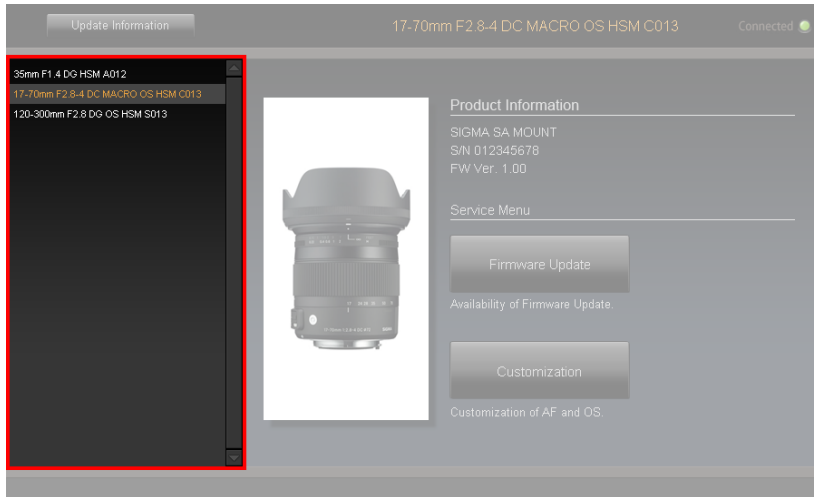 Update Information
17-70mm F2.8-4 DC MACRO OS HSM C013
Connected
35mm F1.4 DG HSM A012
17-70mm F2.8-4 DC MACRO OS HSM C013
120-300mm F2.8 DG OS HSM S013
Product Information
SIGMA SA MOUNT
S/N 012345678
FW Ver. 1.00
Service Menu
Firmware Update
Availability of Firmware Update.
Customization
Customization of AF and OS.